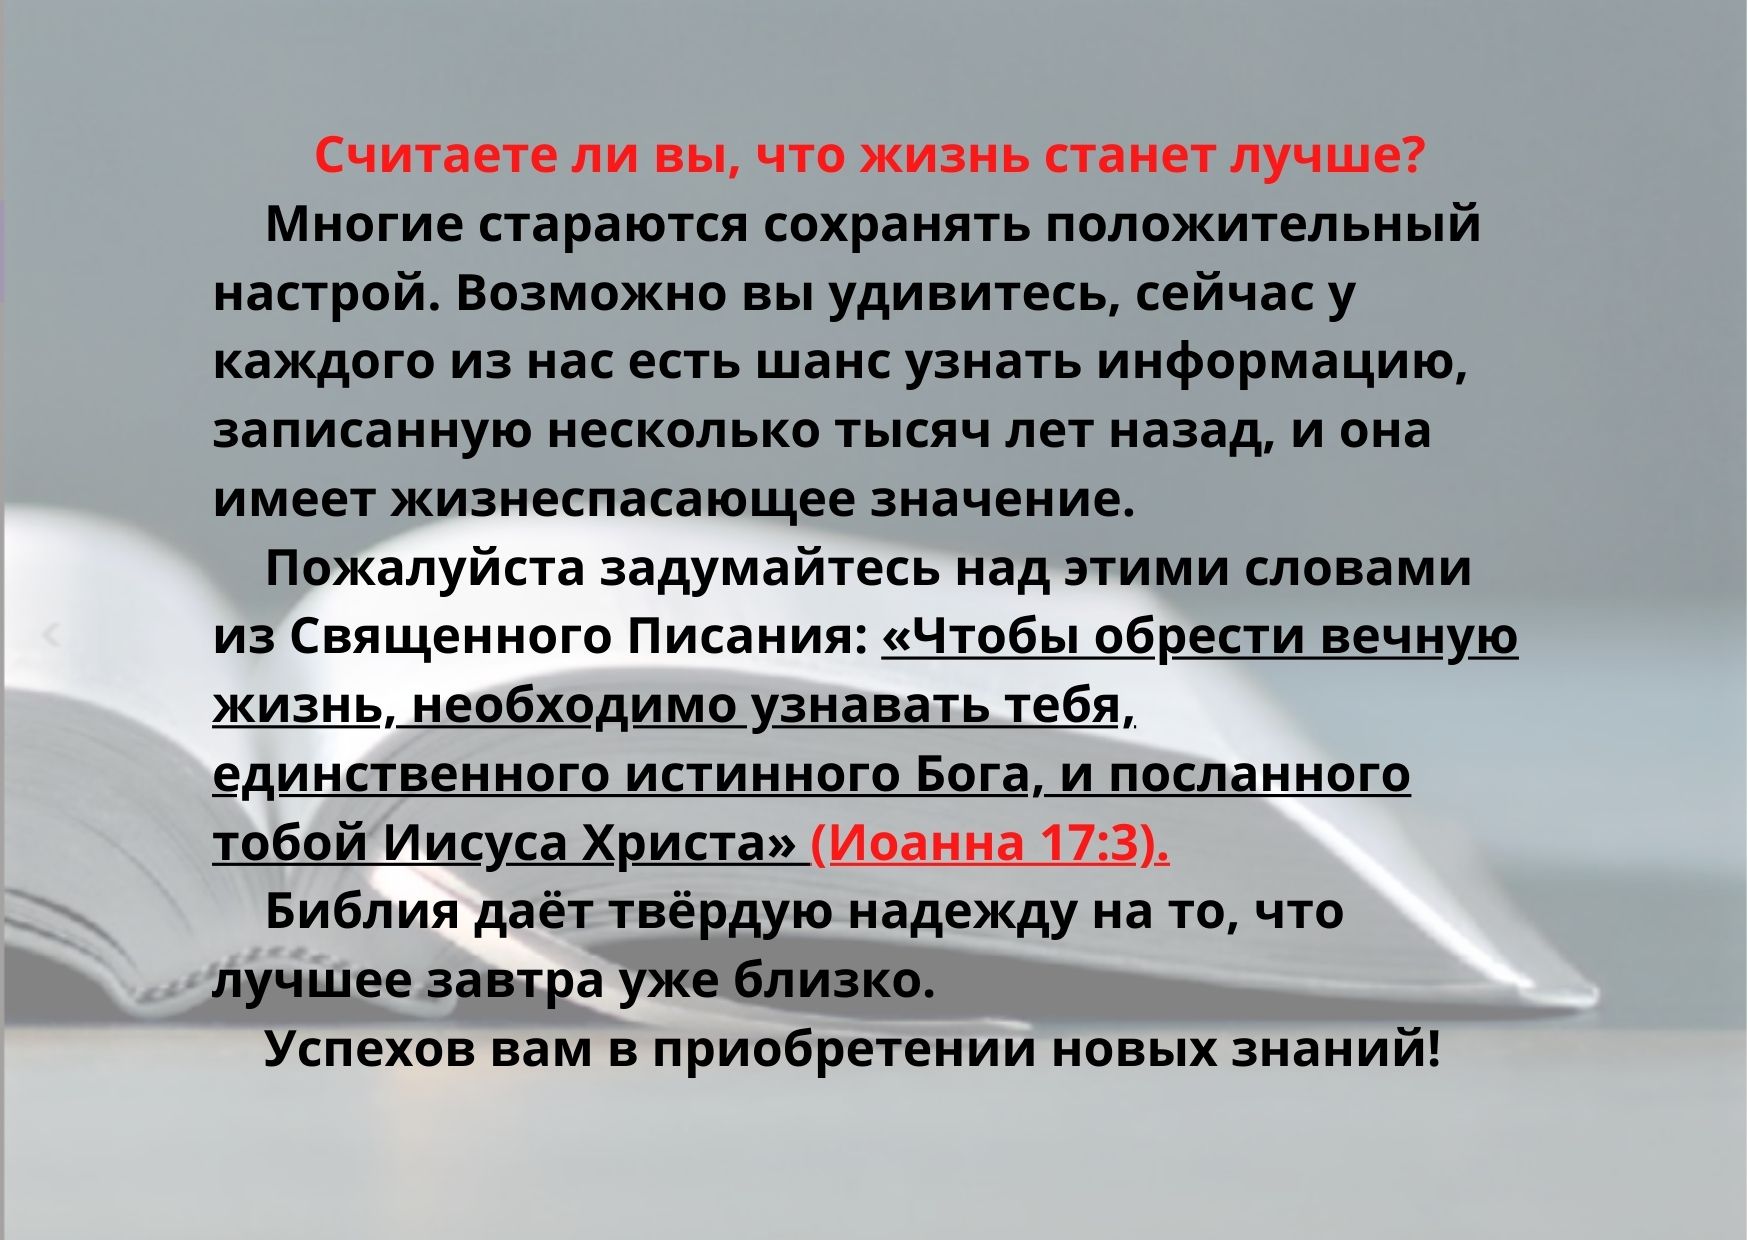 Считаете ли вы, что жизнь станет лучше?
Многие стараются сохранять положительный
настрой. Возможно вы удивитесь, сейчас у
каждого из нас есть шанс узнать информацию,
записанную несколько тысяч лет назад, и она
имеет жизнеспасающее значение.
Пожалуйста задумайтесь над этими словами
из Священного Писания: «Чтобы обрести вечную
жизнь, необходимо узнавать тебя,
единственного истинного Бога, и посланного
тобой Иисуса Христа» (Иоанна 17:3).
Библия даёт твёрдую надежду на то, что
лучшее завтра уже близко.
Успехов вам в приобретении новых знаний!